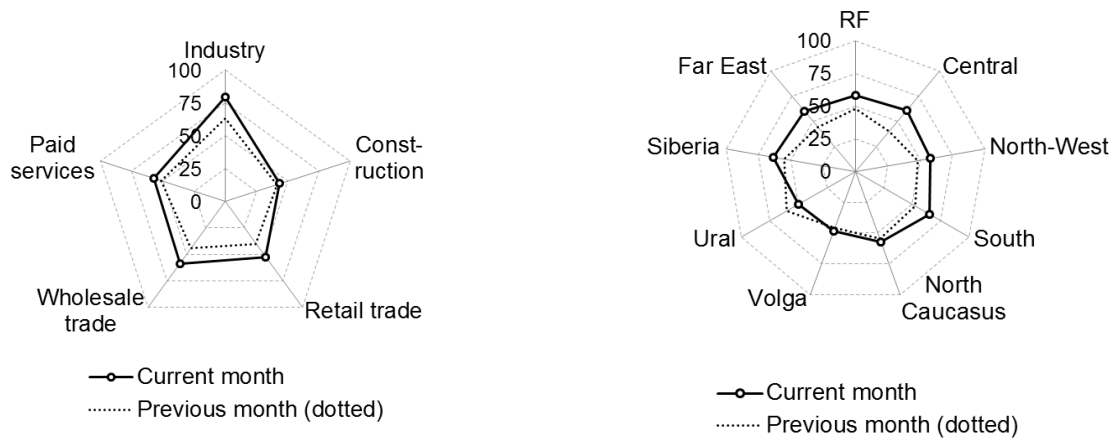 Industry
100
75
50
25
0
Const-
ruction
Retail trade
Wholesale
trade
Paid
services
Current month
Previous month (dotted)
RF
100
75
50
25
0
Central
North-West
South
North
Caucasus
Volga
Ural
Siberia
Far East
Current month
Previous month (dotted)